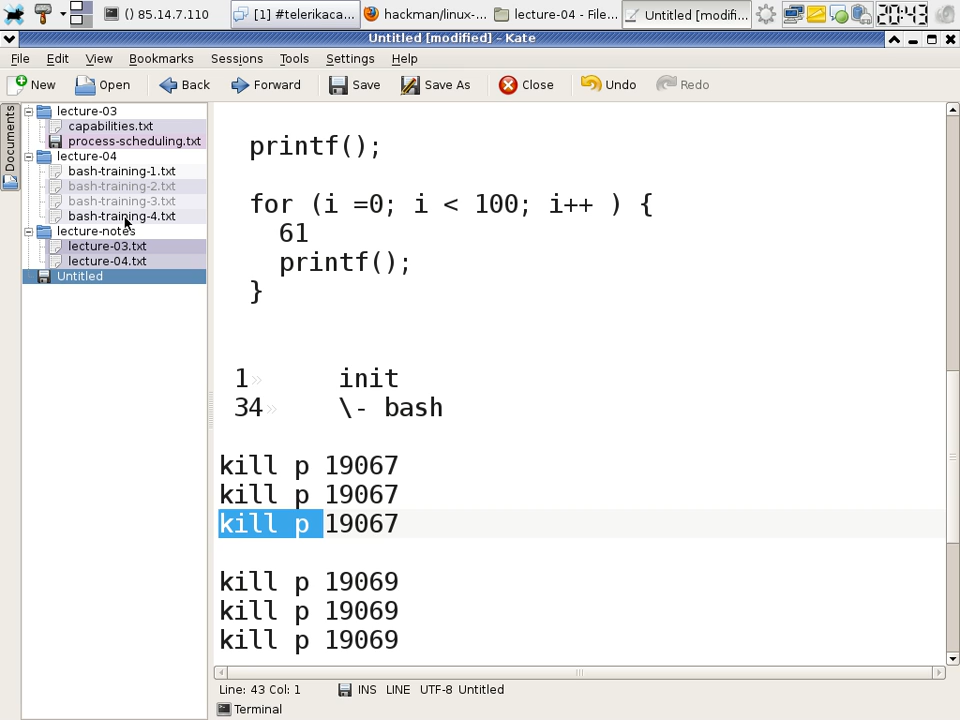 () 85.14.7.110
[1] #telerikaca...
hackman/linux-...
lecture-04 - File...
Untitled [modifi...
20:43
Untitled [modified] - Kate
File Edit View Bookmarks Sessions Tools Settings Help
New Open Back Forward Save Save As Close Undo Redo
Documents
lecture-03
capabilities.txt
process-scheduling.txt
lecture-04
bash-training-1.txt
bash-training-2.txt
bash-training-3.txt
bash-training-4.txt
lecture-notes
lecture-03.txt
lecture-04.txt
Untitled
printf();
for (i =0; i < 100; i++ ) {
61
printf();
}
1» init
34» \- bash
kill p 19067
kill p 19067
kill p 19067
kill p 19069
kill p 19069
kill p 19069
Line: 43 Col: 1 INS LINE UTF-8 Untitled
Terminal